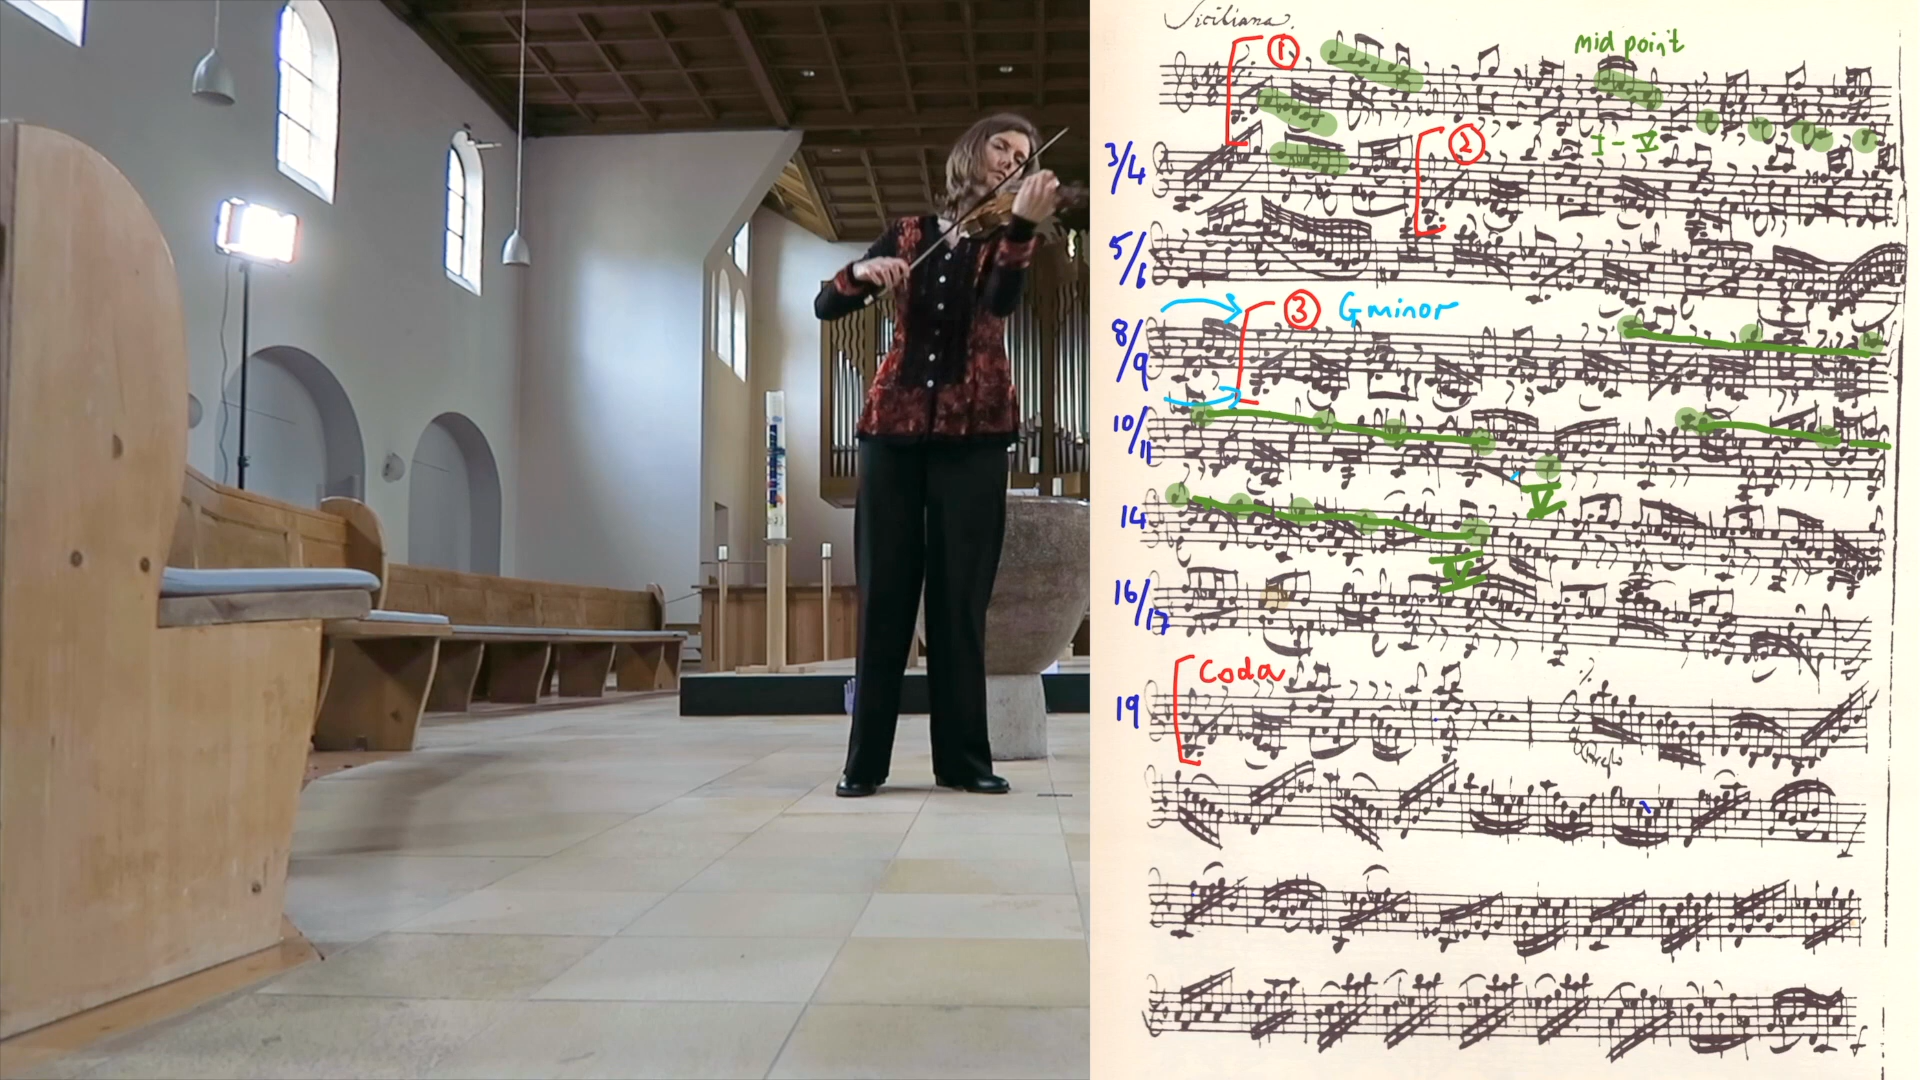 Siciliana.
① mid point
I - V
3/4 ②
5/6
8/9 ③ G minor
10/11
V
14
V
16/17
Coda
19
Presto